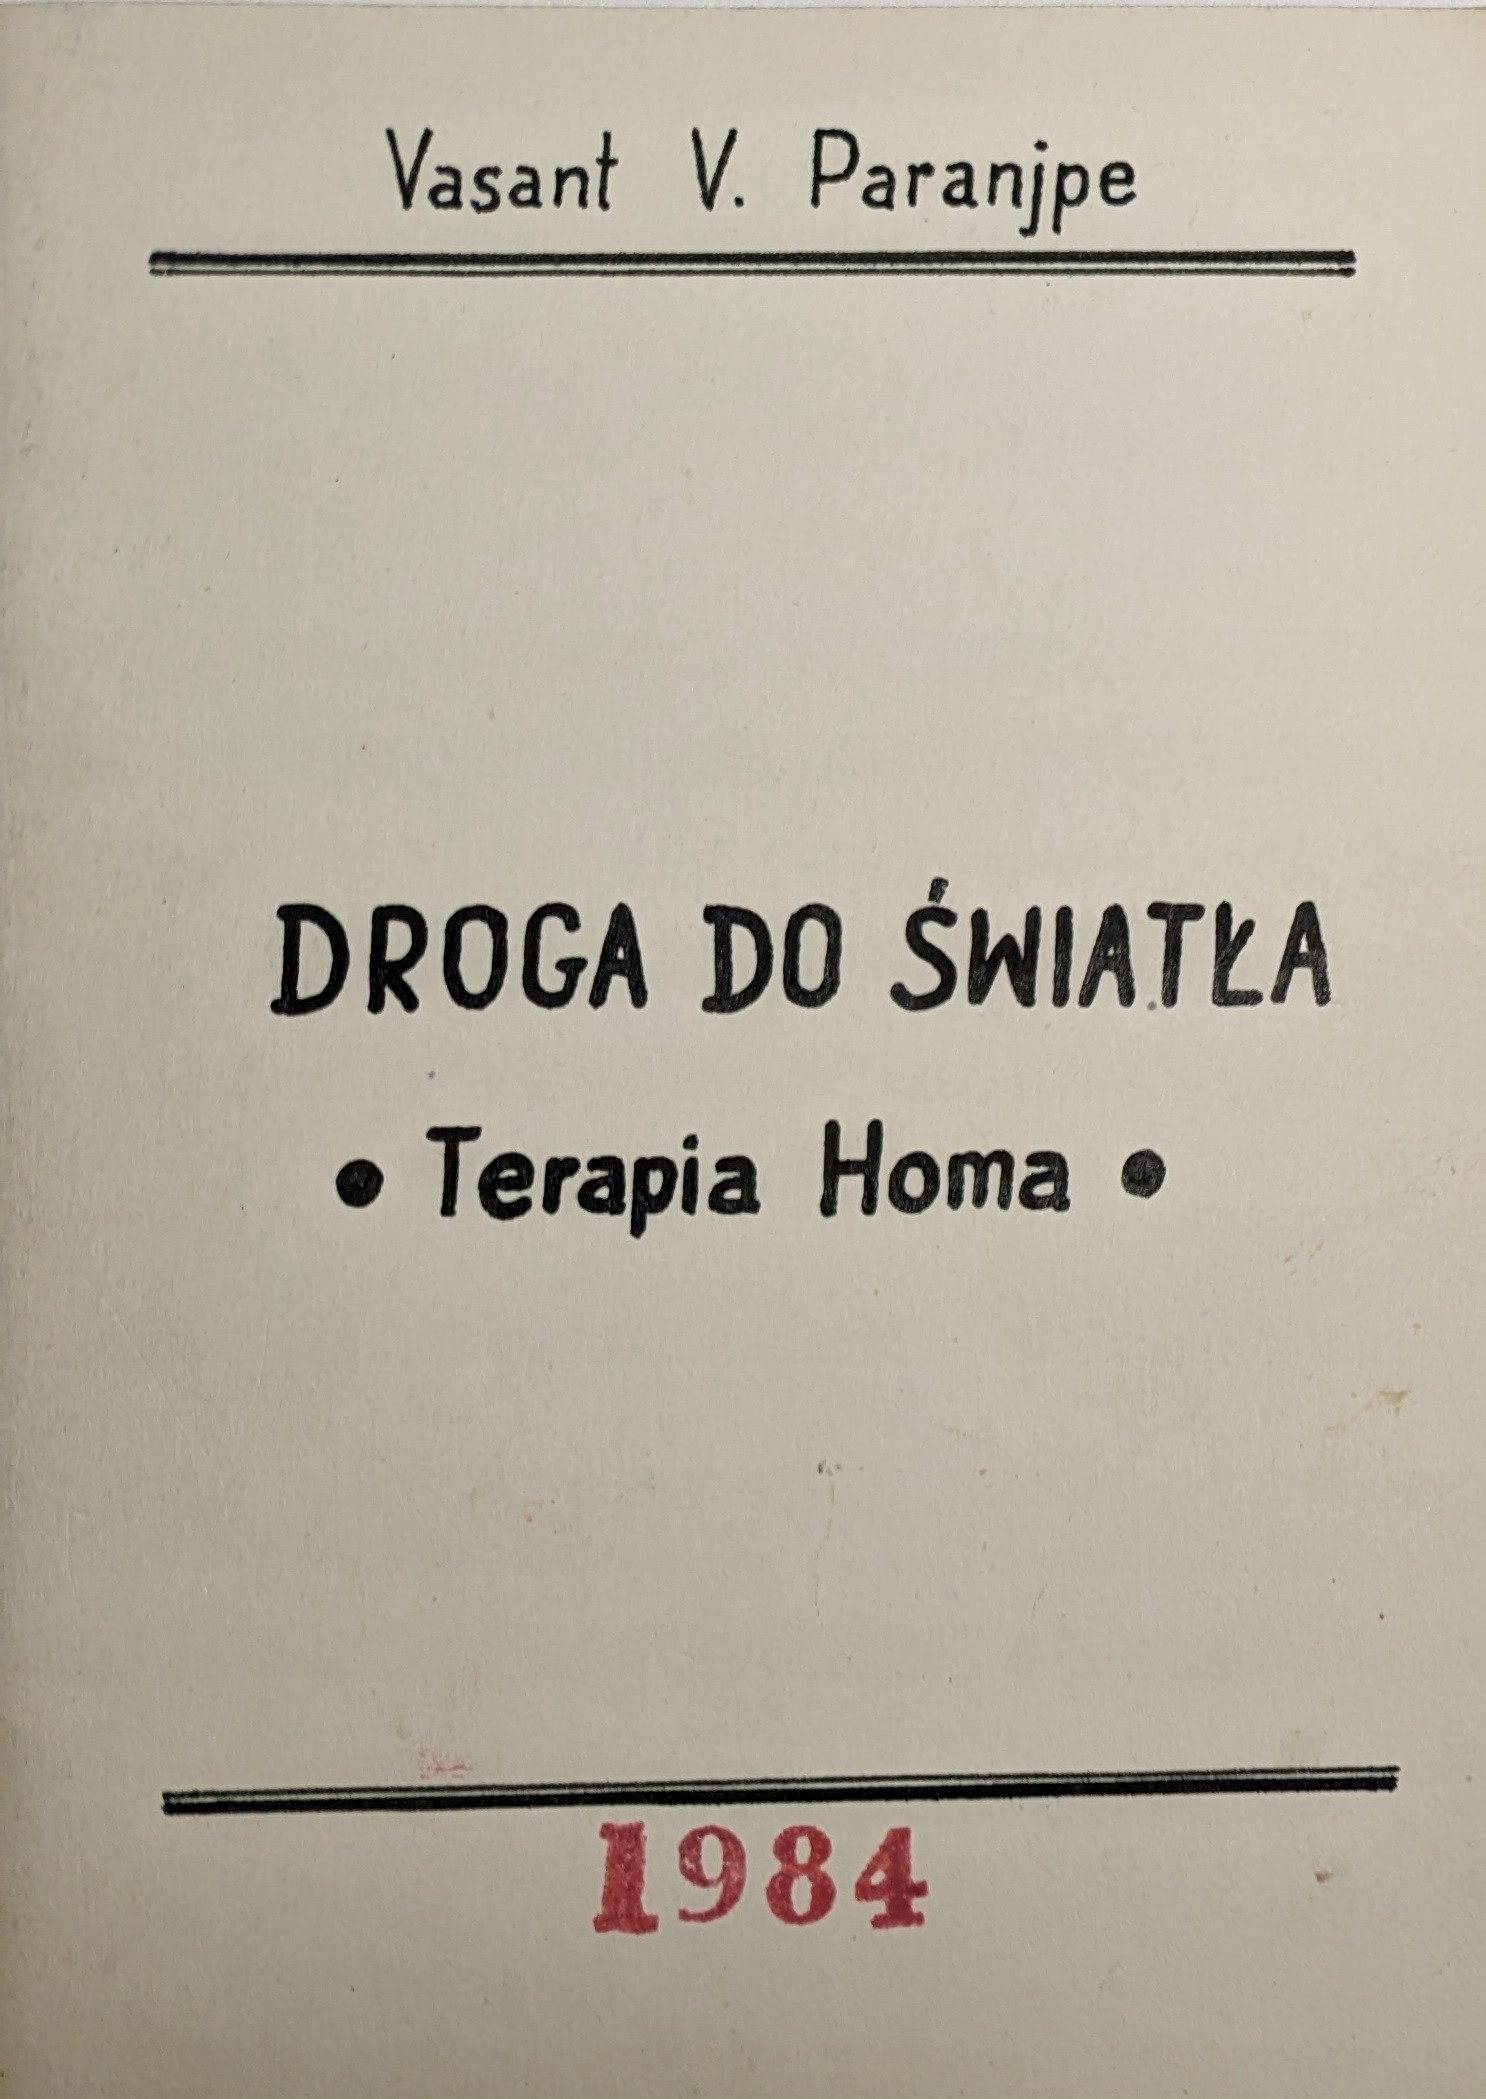 Vasant V. Paranjpe
DROGA DO ŚWIATŁA
• Terapia Homa •
1984